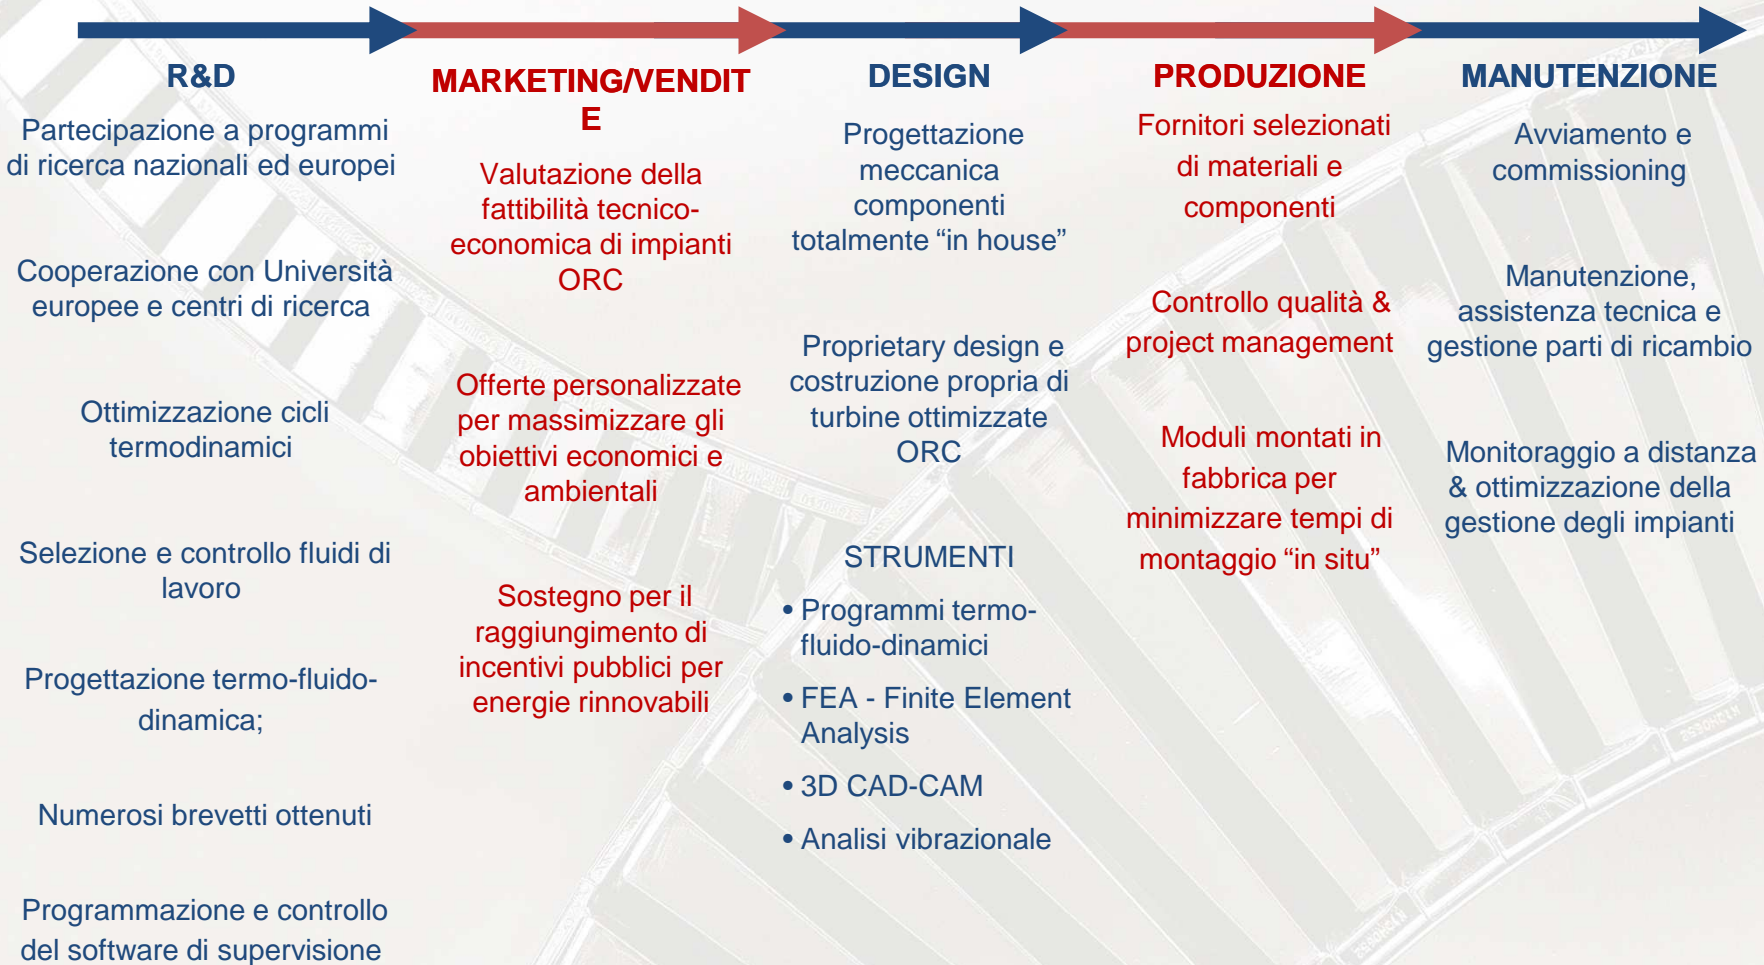 R&D
Partecipazione a programmi
di ricerca nazionali ed europei
Cooperazione con Università
europee e centri di ricerca
Ottimizzazione cicli
termodinamici
Selezione e controllo fluidi di
lavoro
Progettazione termo-fluido-
dinamica;
Numerosi brevetti ottenuti
Programmazione e controllo
del software di supervisione
MARKETING/VENDIT
E
Valutazione della
fattibilità tecnico-
economica di impianti
ORC
Offerte personalizzate
per massimizzare gli
obiettivi economici e
ambientali
Sostegno per il
raggiungimento di
incentivi pubblici per
energie rinnovabili
DESIGN
Progettazione
meccanica
componenti
totalmente “in house”
Proprietary design e
costruzione propria di
turbine ottimizzate
ORC
STRUMENTI
• Programmi termo-
fluido-dinamici
• FEA - Finite Element
Analysis
• 3D CAD-CAM
• Analisi vibrazionale
PRODUZIONE
Fornitori selezionati
di materiali e
componenti
Controllo qualità &
project management
Moduli montati in
fabbrica per
minimizzare tempi di
montaggio “in situ”
MANUTENZIONE
Avviamento e
commissioning
Manutenzione,
assistenza tecnica e
gestione parti di ricambio
Monitoraggio a distanza
& ottimizzazione della
gestione degli impianti